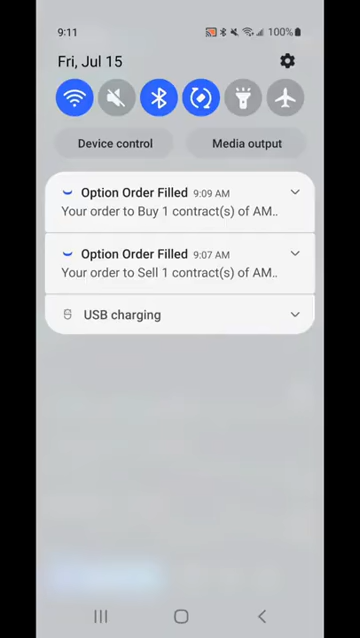 9:11
100%
Fri, Jul 15
Device control
Media output
Option Order Filled 9:09 AM
Your order to Buy 1 contract(s) of AM..
Option Order Filled 9:07 AM
Your order to Sell 1 contract(s) of AM..
USB charging